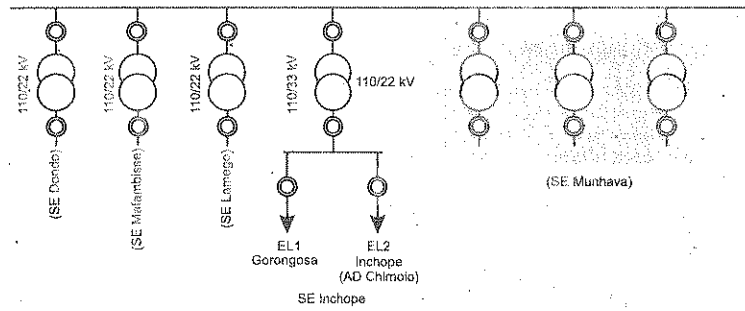 110/22 kV
110/22 kV
110/22 kV
110/33 kV
110/22 kV
(SE Dondo)
(SE Mafambisse)
(SE Lamego)
(SE Munhava)
EL1
Gorongosa
EL2
Inchope
(AD Chimoio)
SE Inchope